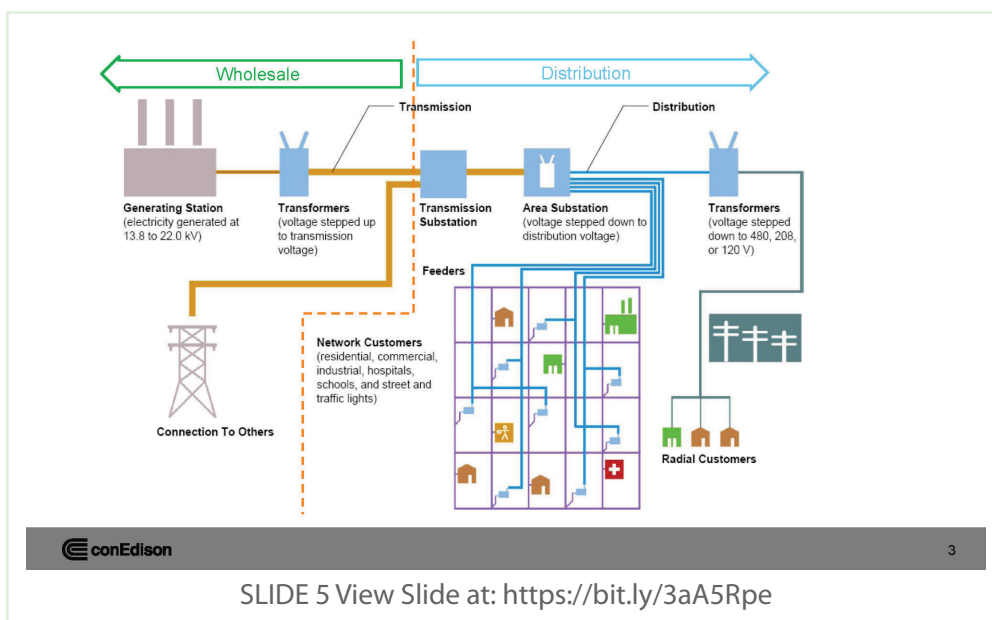 Wholesale
Distribution
Transmission
Distribution
Generating Station
(electricity generated at
13.8 to 22.0 kV)
Transformers
(voltage stepped up
to transmission
voltage)
Transmission
Substation
Area Substation
(voltage stepped down to
distribution voltage)
Transformers
(voltage stepped
down to 480, 208,
or 120 V)
Feeders
Network Customers
(residential, commercial,
industrial, hospitals,
schools, and street and
traffic lights)
Connection To Others
Radial Customers
conEdison
3
SLIDE 5 View Slide at: https://bit.ly/3aA5Rpe